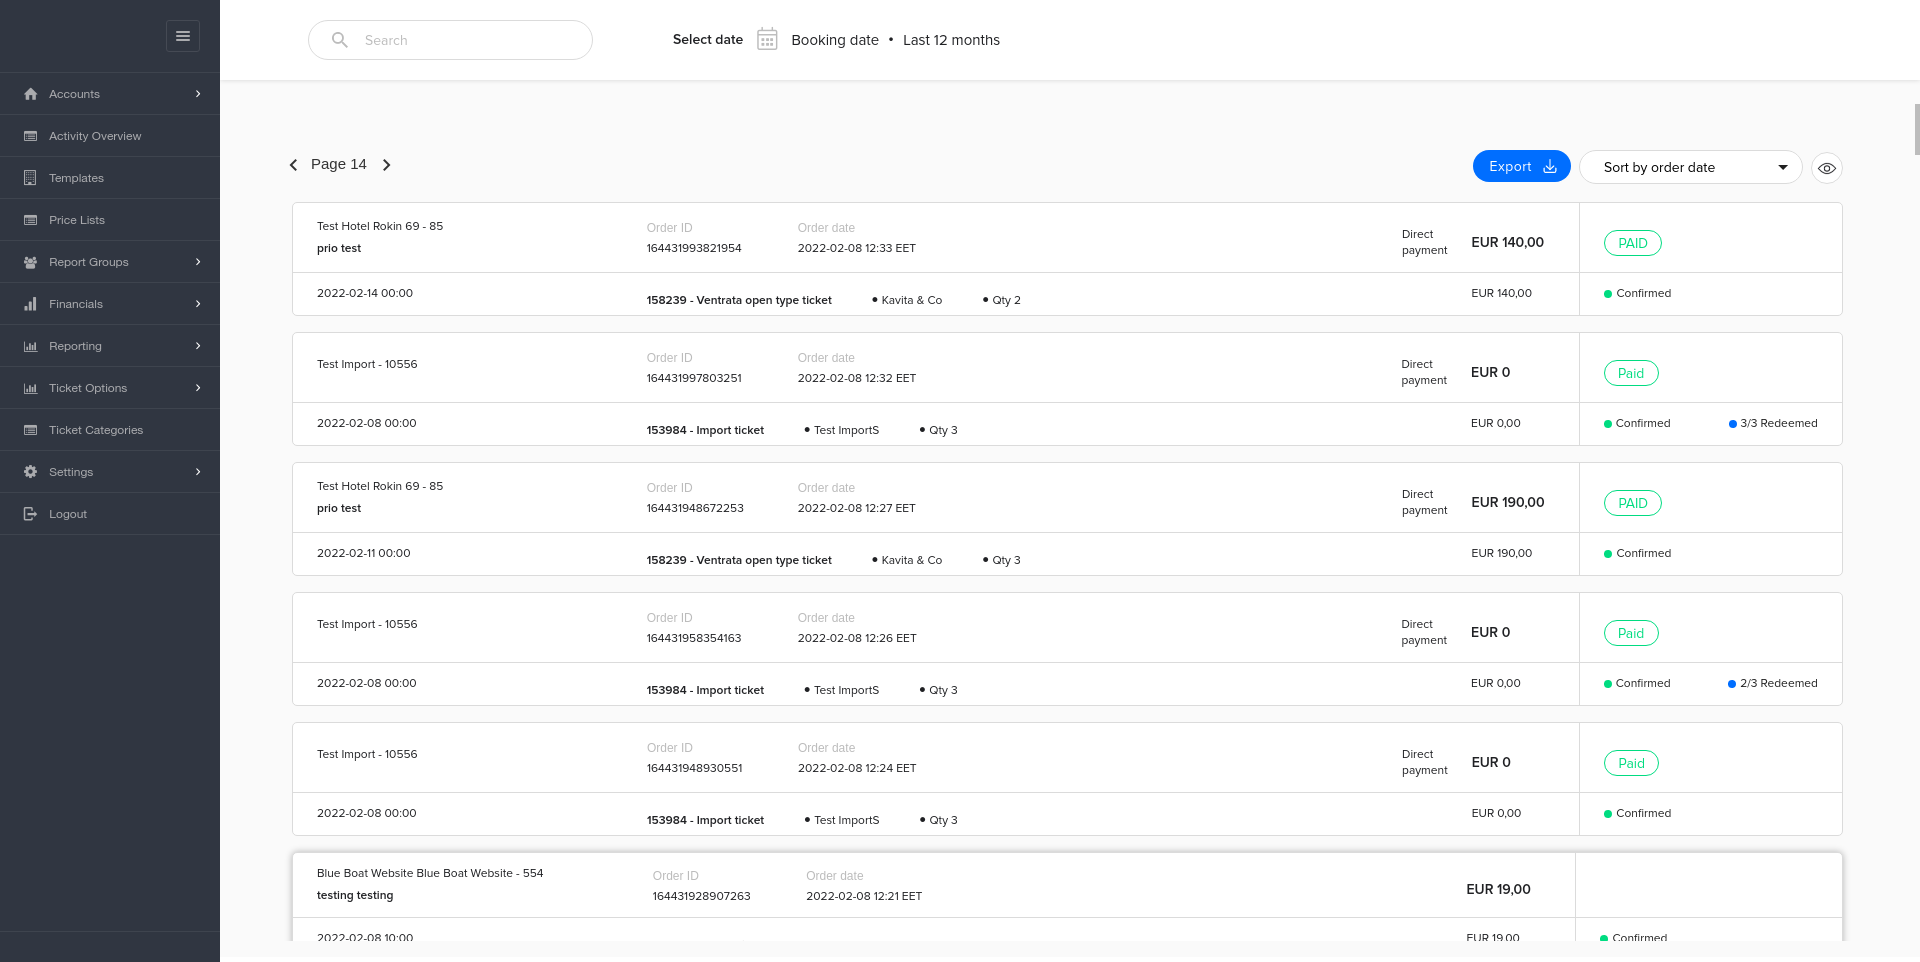 Search
Select date Booking date • Last 12 months
Accounts
Activity Overview
Templates
Price Lists
Report Groups
Financials
Reporting
Ticket Options
Ticket Categories
Settings
Logout
Page 14
Export
Sort by order date
Test Hotel Rokin 69 - 85
prio test
Order ID
164431993821954
Order date
2022-02-08 12:33 EET
Direct
payment
EUR 140,00
PAID
2022-02-14 00:00
158239 - Ventrata open type ticket • Kavita & Co • Qty 2
EUR 140,00
Confirmed
Test Import - 10556
Order ID
164431997803251
Order date
2022-02-08 12:32 EET
Direct
payment
EUR 0
Paid
2022-02-08 00:00
153984 - Import ticket • Test ImportS • Qty 3
EUR 0,00
Confirmed
3/3 Redeemed
Test Hotel Rokin 69 - 85
prio test
Order ID
164431948672253
Order date
2022-02-08 12:27 EET
Direct
payment
EUR 190,00
PAID
2022-02-11 00:00
158239 - Ventrata open type ticket • Kavita & Co • Qty 3
EUR 190,00
Confirmed
Test Import - 10556
Order ID
164431958354163
Order date
2022-02-08 12:26 EET
Direct
payment
EUR 0
Paid
2022-02-08 00:00
153984 - Import ticket • Test ImportS • Qty 3
EUR 0,00
Confirmed
2/3 Redeemed
Test Import - 10556
Order ID
164431948930551
Order date
2022-02-08 12:24 EET
Direct
payment
EUR 0
Paid
2022-02-08 00:00
153984 - Import ticket • Test ImportS • Qty 3
EUR 0,00
Confirmed
Blue Boat Website Blue Boat Website - 554
testing testing
Order ID
164431928907263
Order date
2022-02-08 12:21 EET
EUR 19,00
2022-02-08 10:00
EUR 19,00
Confirmed